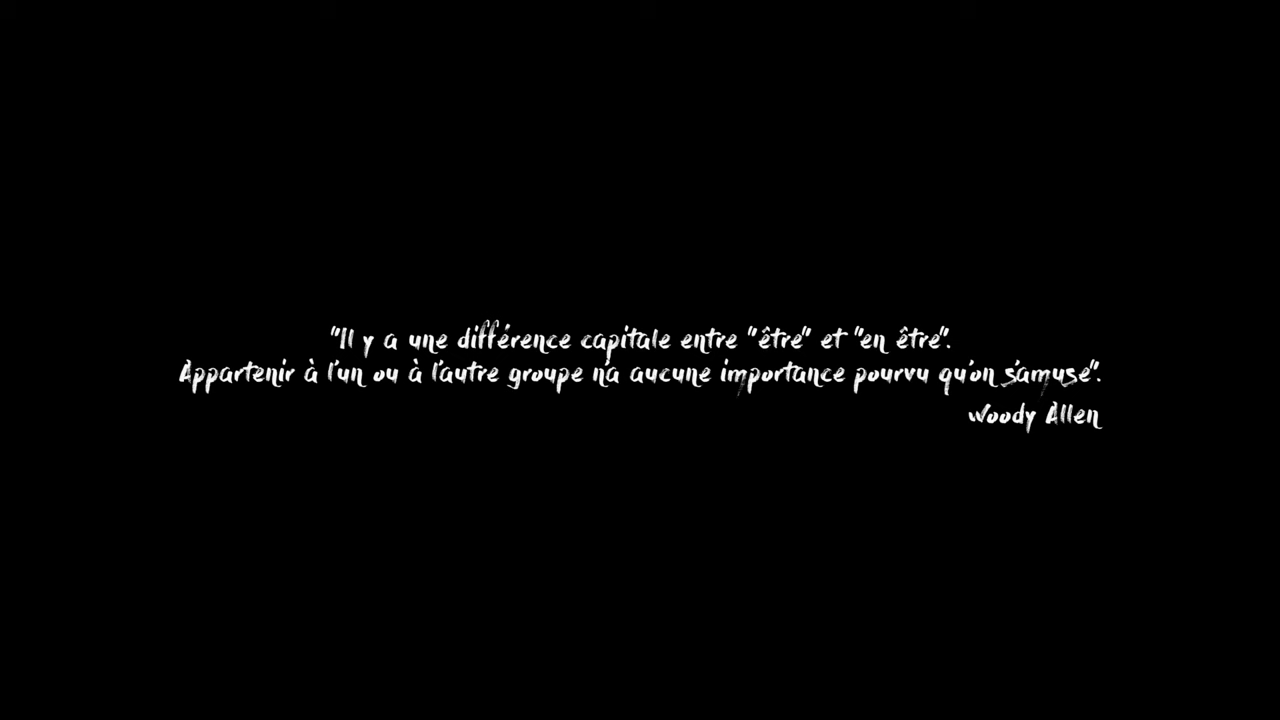 "Il y a une différence capitale entre "être" et "en être".
Appartenir à l'un ou à l'autre groupe n'a aucune importance pourvu qu'on s'amuse".
Woody Allen